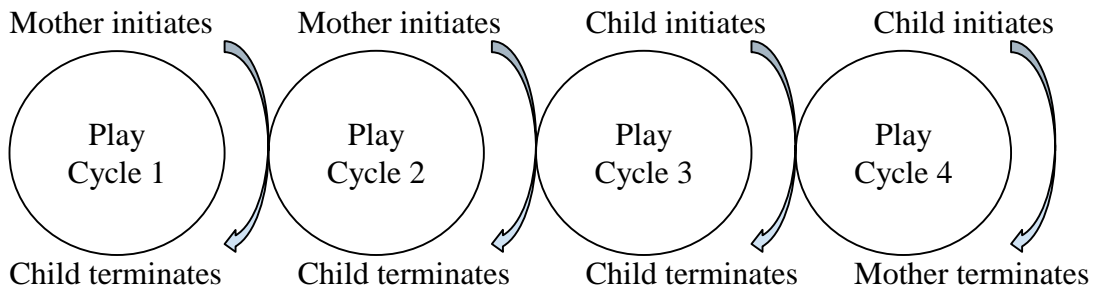 Mother initiates
Mother initiates
Child initiates
Child initiates
Play
Cycle 1
Play
Cycle 2
Play
Cycle 3
Play
Cycle 4
Child terminates
Child terminates
Child terminates
Mother terminates